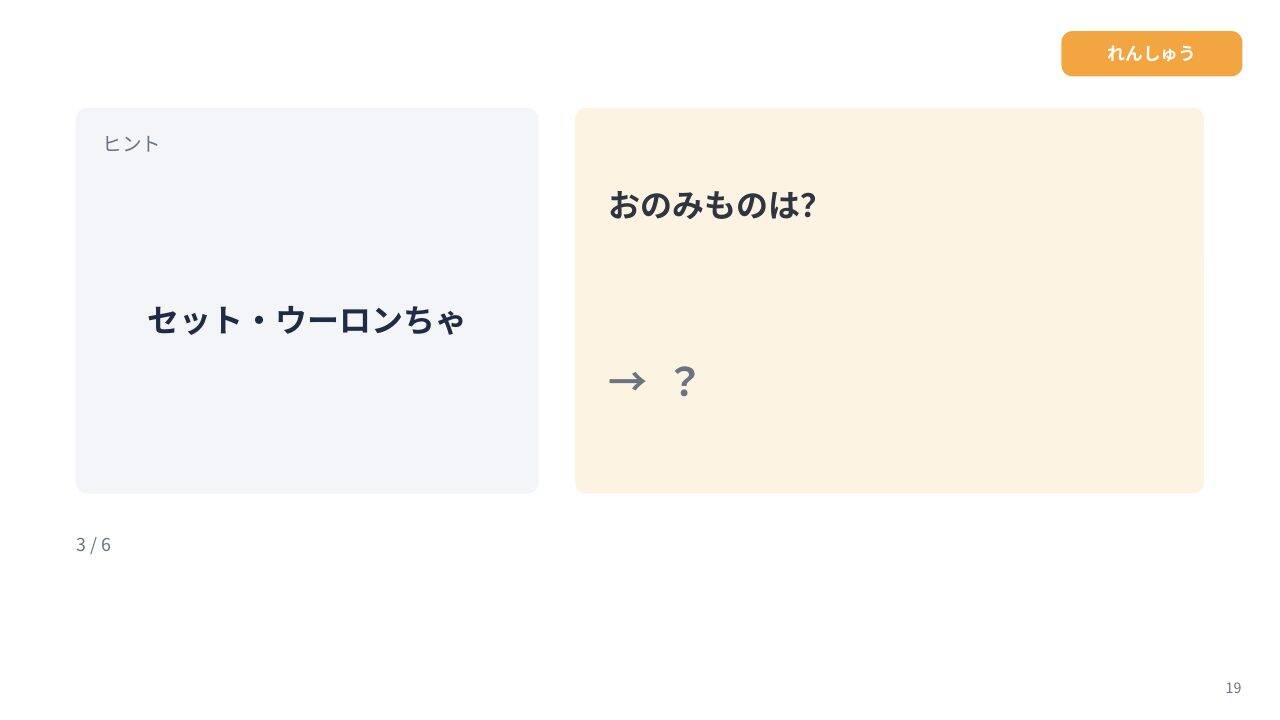 れんしゅう
ヒント
セット・ウーロンちゃ
おのみものは?
→ ？
3 / 6
19